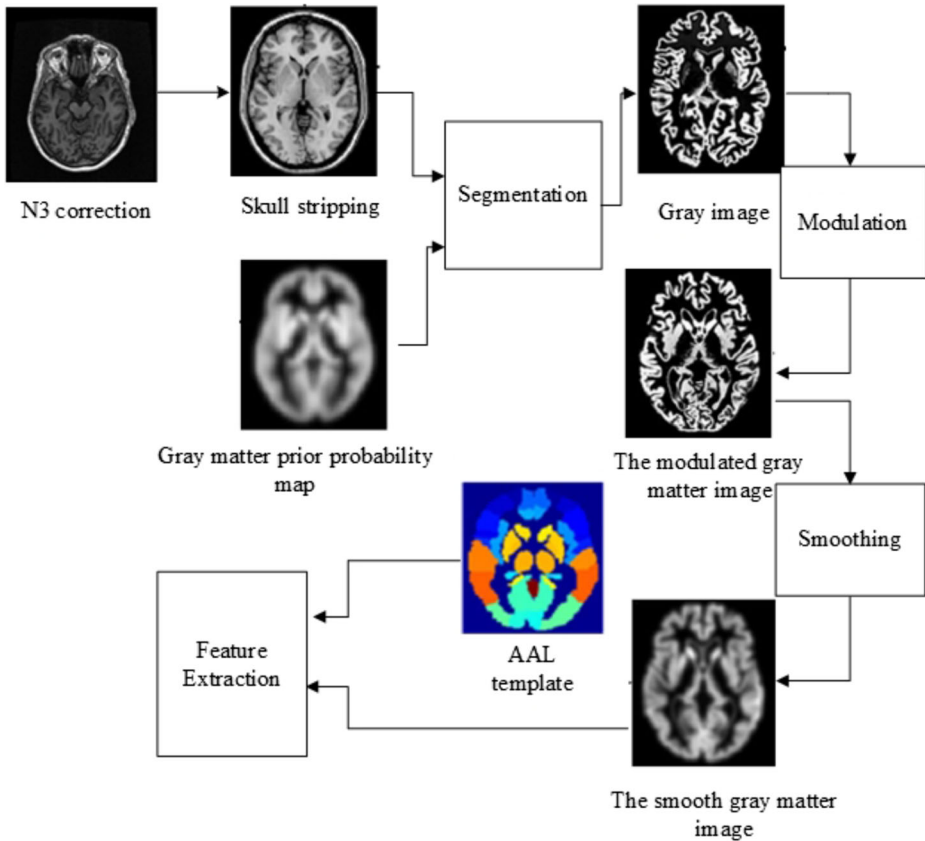 N3 correction
Skull stripping
Segmentation
Gray image
Modulation
Gray matter prior probability
map
The modulated gray
matter image
Smoothing
Feature
Extraction
AAL
template
The smooth gray matter
image